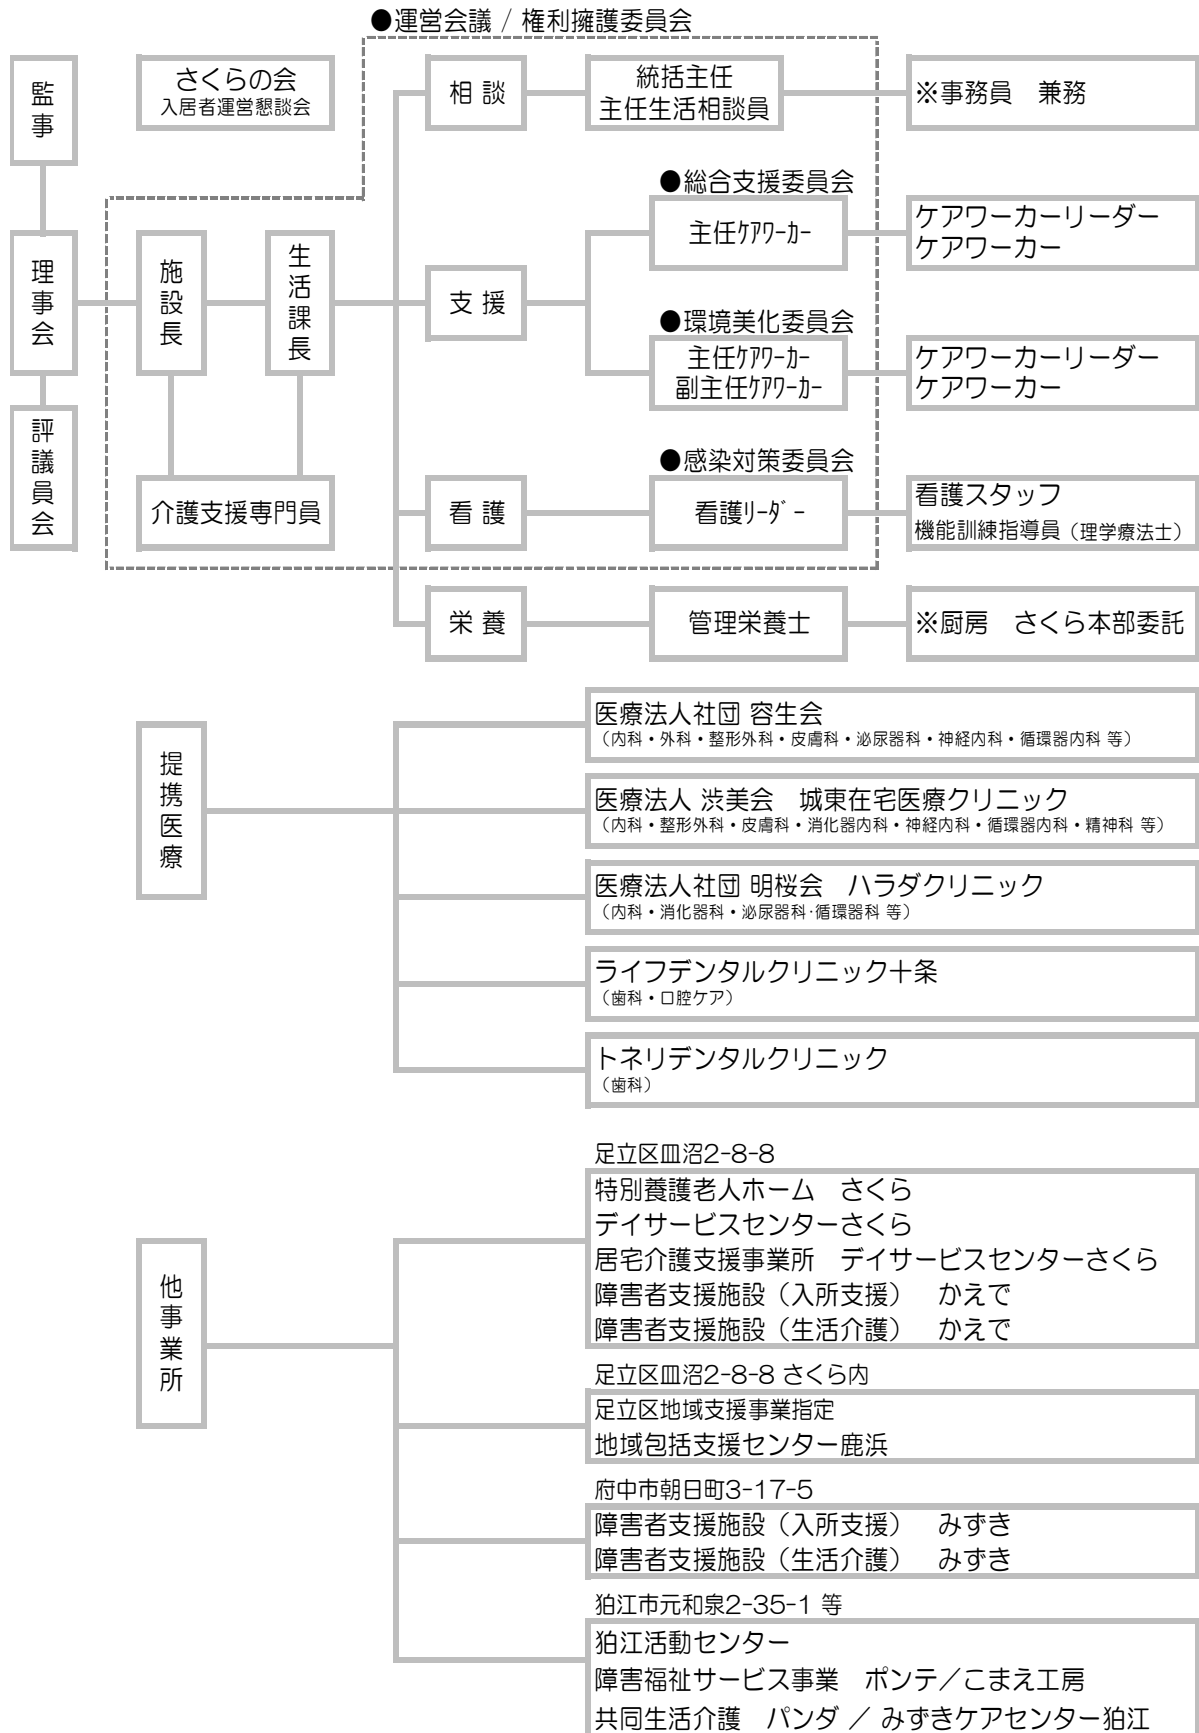 ●運営会議 / 権利擁護委員会
監事
さくらの会
入居者運営懇談会
相 談
統括主任
主任生活相談員
※事務員　兼務
●総合支援委員会
主任ｹｱﾜｰｶｰ
ケアワーカーリーダー
ケアワーカー
理事会
施設長
生活課長
支 援
●環境美化委員会
主任ｹｱﾜｰｶｰ
副主任ｹｱﾜｰｶｰ
ケアワーカーリーダー
ケアワーカー
評議員会
介護支援専門員
看 護
●感染対策委員会
看護ﾘｰﾀﾞｰ
看護スタッフ
機能訓練指導員（理学療法士）
栄 養
管理栄養士
※厨房　さくら本部委託
提携医療
医療法人社団 容生会
（内科・外科・整形外科・皮膚科・泌尿器科・神経内科・循環器内科 等）
医療法人 渋美会　城東在宅医療クリニック
（内科・整形外科・皮膚科・消化器内科・神経内科・循環器内科・精神科 等）
医療法人社団 明桜会　ハラダクリニック
（内科・消化器科・泌尿器科･循環器科 等）
ライフデンタルクリニック十条
（歯科・口腔ケア）
トネリデンタルクリニック
（歯科）
他事業所
足立区皿沼2-8-8
特別養護老人ホーム　さくら
デイサービスセンターさくら
居宅介護支援事業所　デイサービスセンターさくら
障害者支援施設（入所支援）　かえで
障害者支援施設（生活介護）　かえで
足立区皿沼2-8-8 さくら内
足立区地域支援事業指定
地域包括支援センター鹿浜
府中市朝日町3-17-5
障害者支援施設（入所支援）　みずき
障害者支援施設（生活介護）　みずき
狛江市元和泉2-35-1 等
狛江活動センター
障害福祉サービス事業　ポンテ／こまえ工房
共同生活介護　パンダ ／ みずきケアセンター狛江